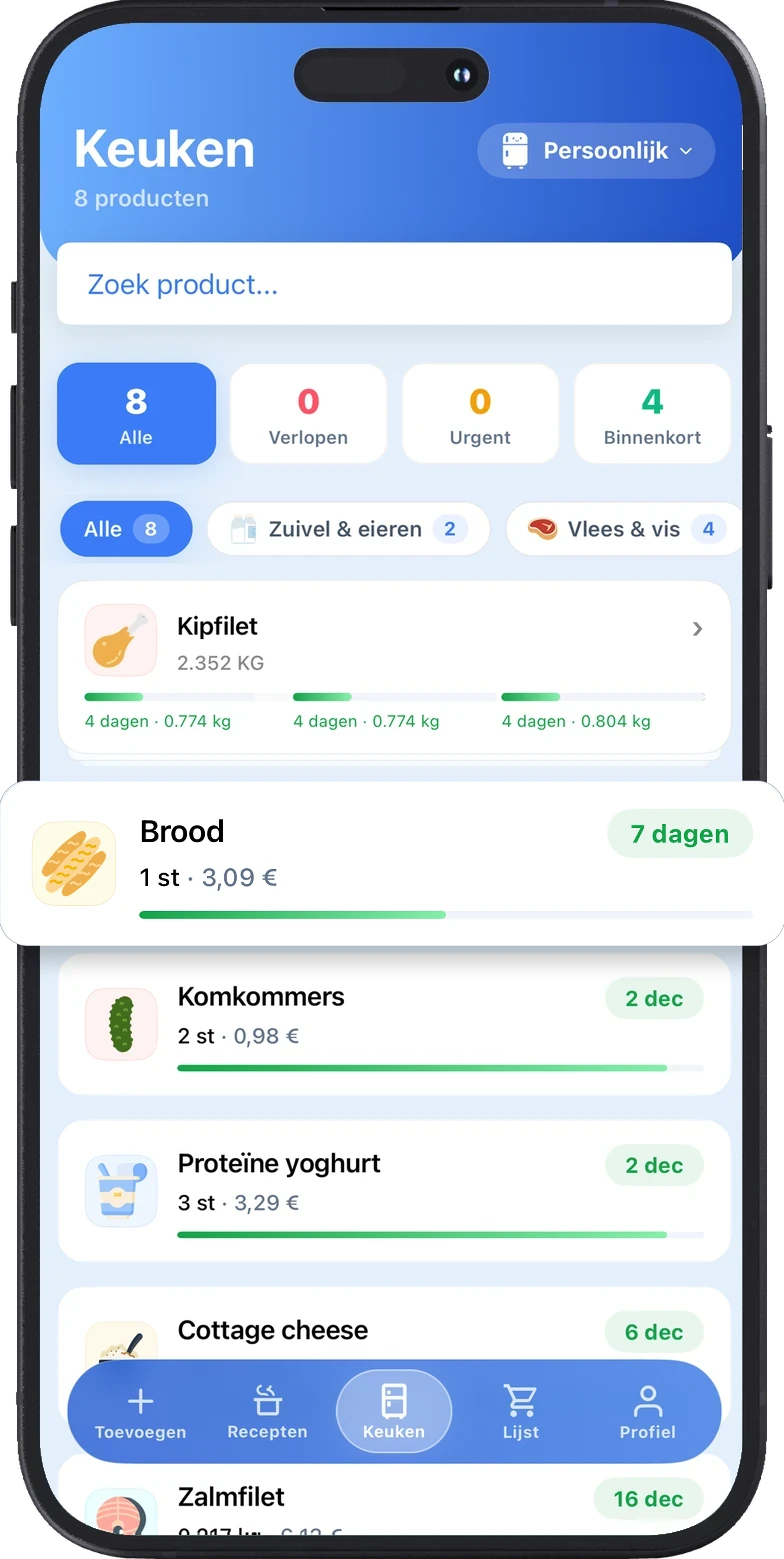 Keuken
Persoonlijk
8 producten
Zoek product...
8
Alle
0
Verlopen
0
Urgent
4
Binnenkort
Alle 8
Zuivel & eieren 2
Vlees & vis 4
Kipfilet
2.352 KG
4 dagen · 0.774 kg
4 dagen · 0.774 kg
4 dagen · 0.804 kg
Brood
7 dagen
1 st · 3,09 €
Komkommers
2 dec
2 st · 0,98 €
Proteïne yoghurt
2 dec
3 st · 3,29 €
Cottage cheese
6 dec
Toevoegen
Recepten
Keuken
Lijst
Profiel
Zalmfilet
16 dec